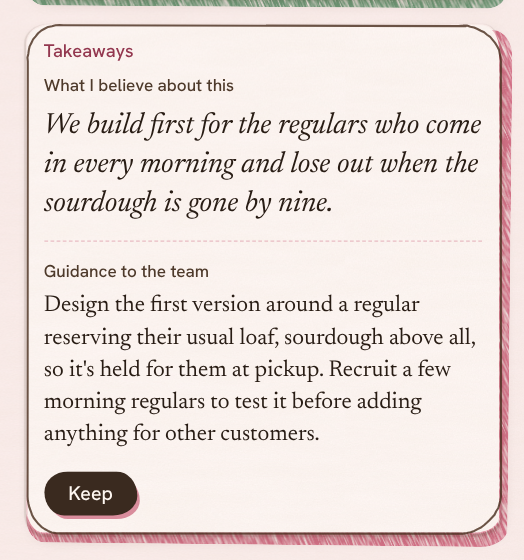 Takeaways
What I believe about this
We build first for the regulars who come
in every morning and lose out when the
sourdough is gone by nine.
Guidance to the team
Design the first version around a regular
reserving their usual loaf, sourdough above all,
so it's held for them at pickup. Recruit a few
morning regulars to test it before adding
anything for other customers.
Keep